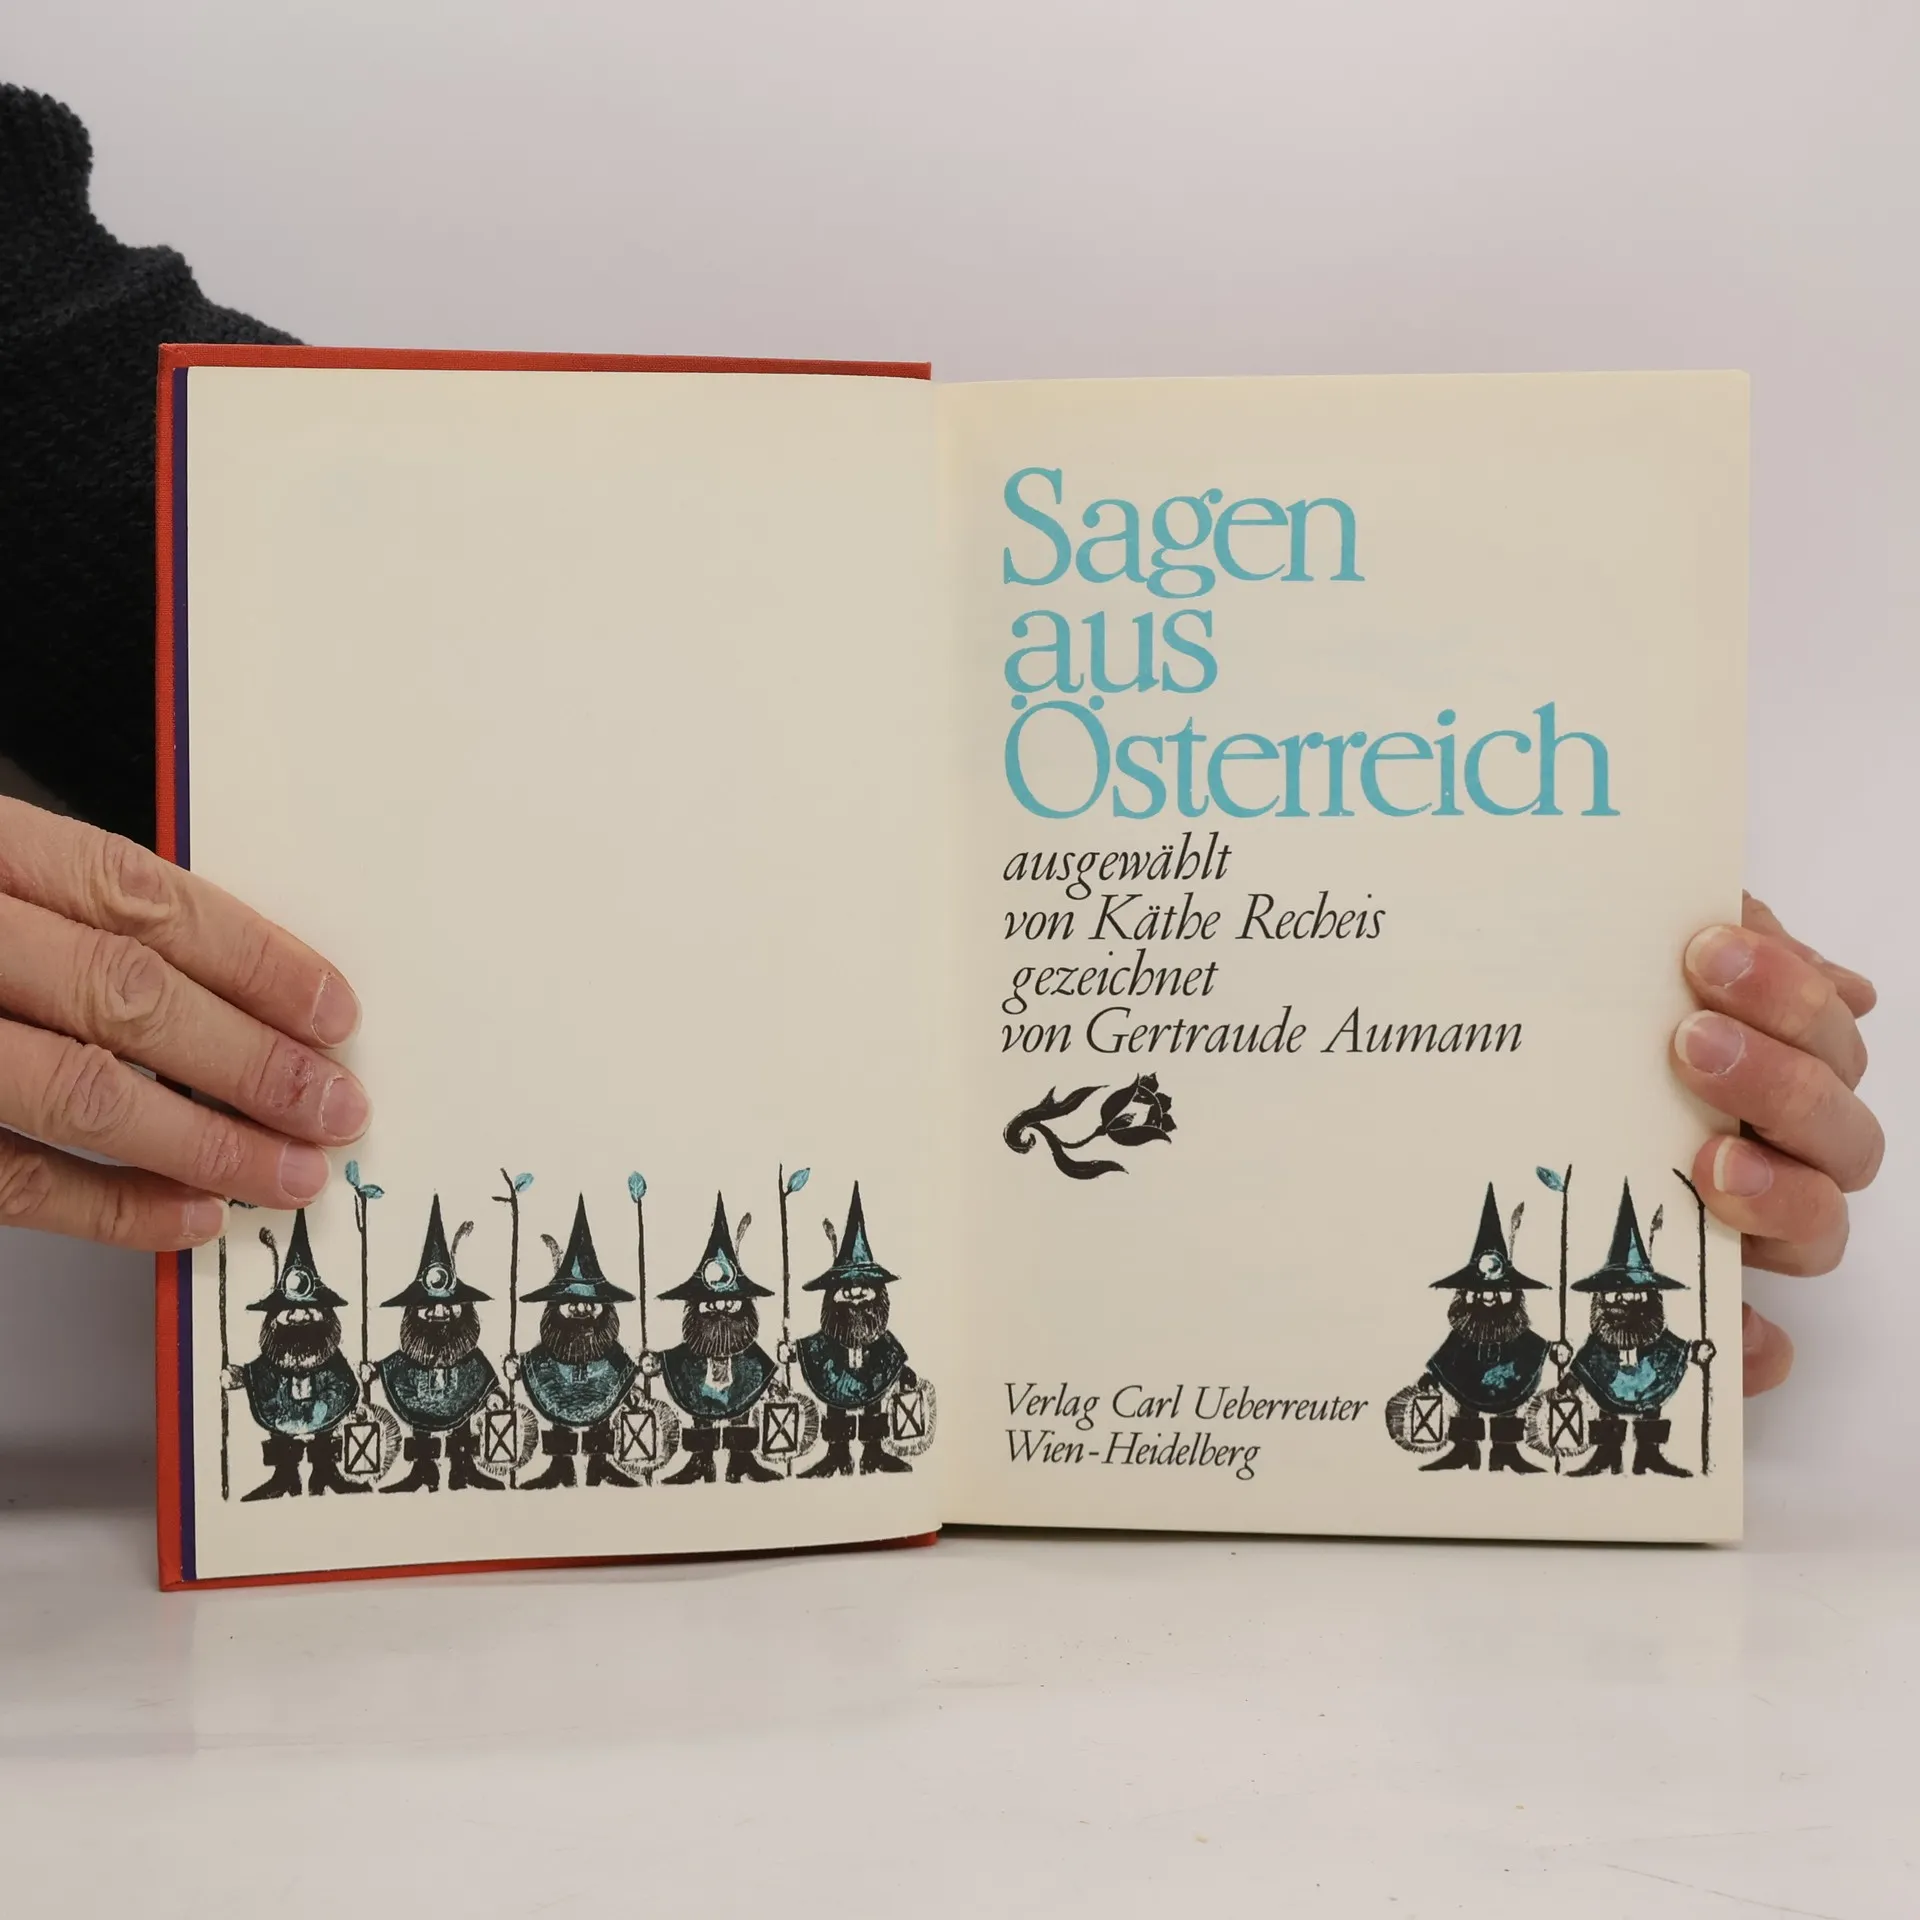 Sagen
aus
Österreich
ausgewählt
von Käthe Recheis
gezeichnet
von Gertraude Aumann
Verlag Carl Ueberreuter
Wien-Heidelberg